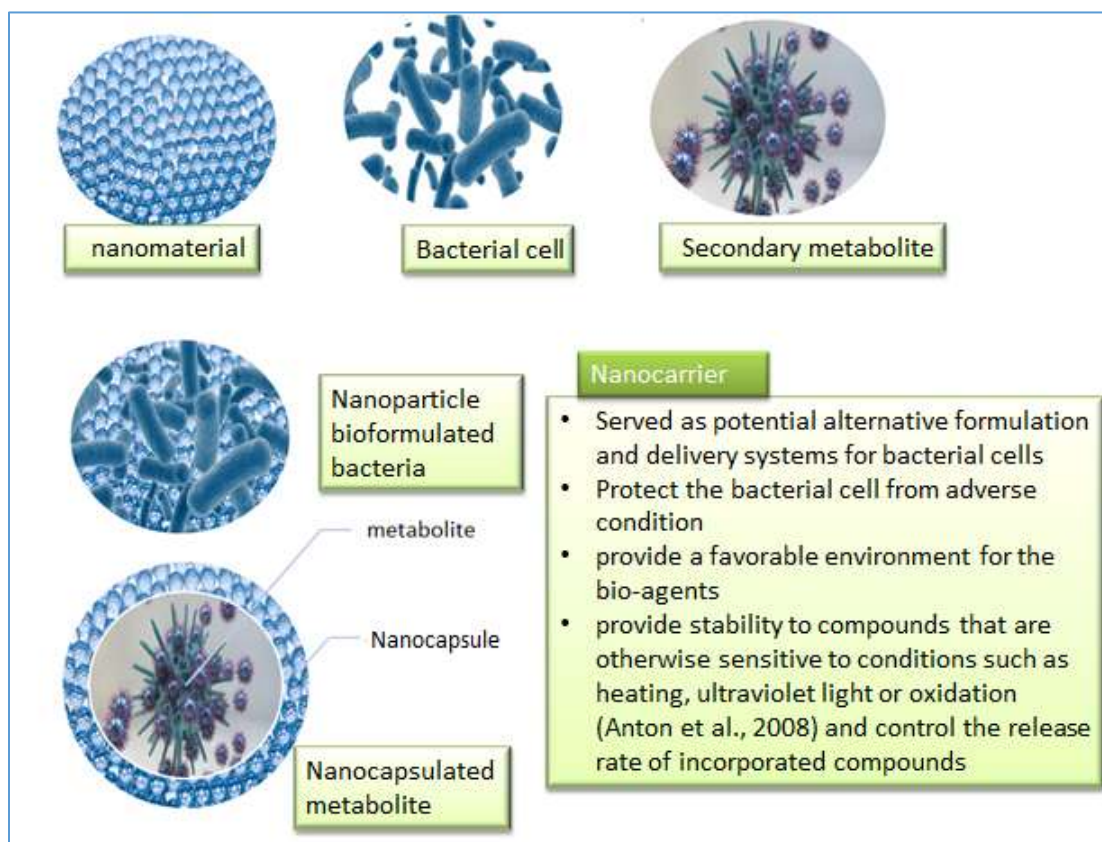 nanomaterial
Bacterial cell
Secondary metabolite
Nanoparticle
bioformulated
bacteria
metabolite
Nanocapsule
Nanocapsulated
metabolite
Nanocarrier
• Served as potential alternative formulation
and delivery systems for bacterial cells
• Protect the bacterial cell from adverse
condition
• provide a favorable environment for the
bio-agents
• provide stability to compounds that are
otherwise sensitive to conditions such as
heating, ultraviolet light or oxidation
(Anton et al., 2008) and control the release
rate of incorporated compounds